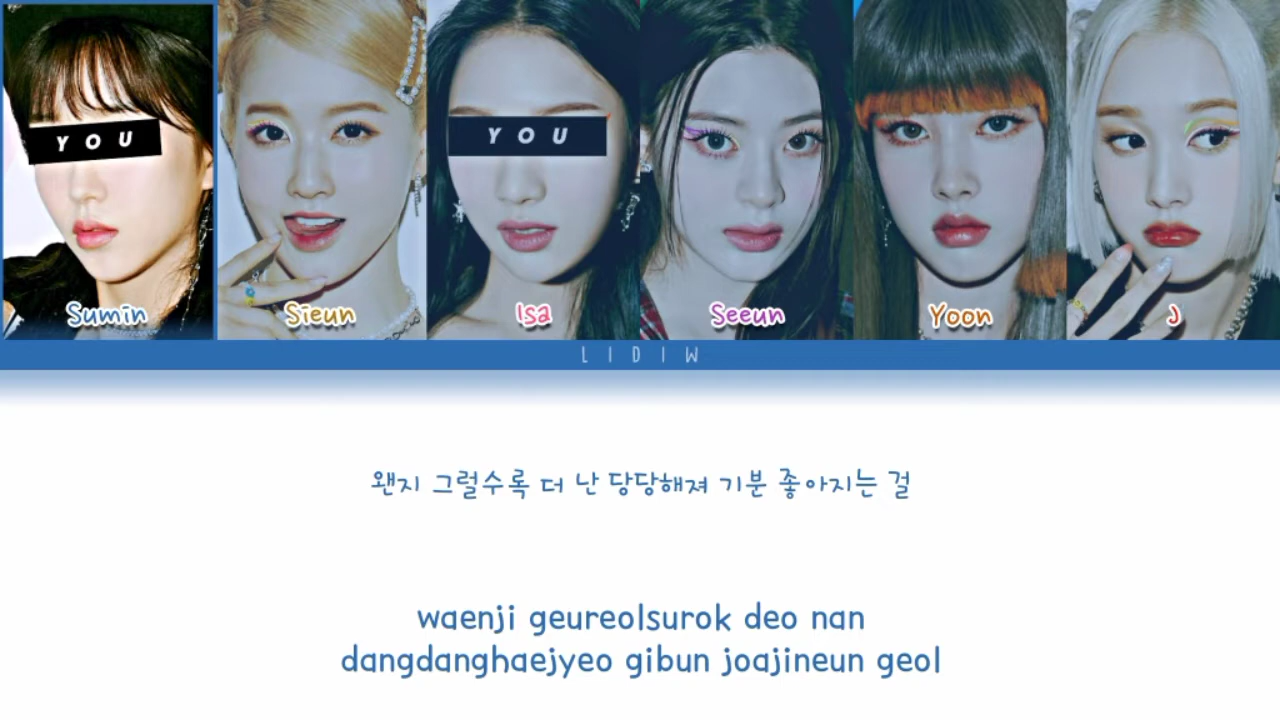 YOU
YOU
Sumin
Sieun
Isa
Seeun
Yoon
J
LIDIW
왠지 그럴수록 더 난 당당해져 기분 좋아지는 걸
waenji geureolsurok deo nan
dangdanghaejyeo gibun joajineun geol